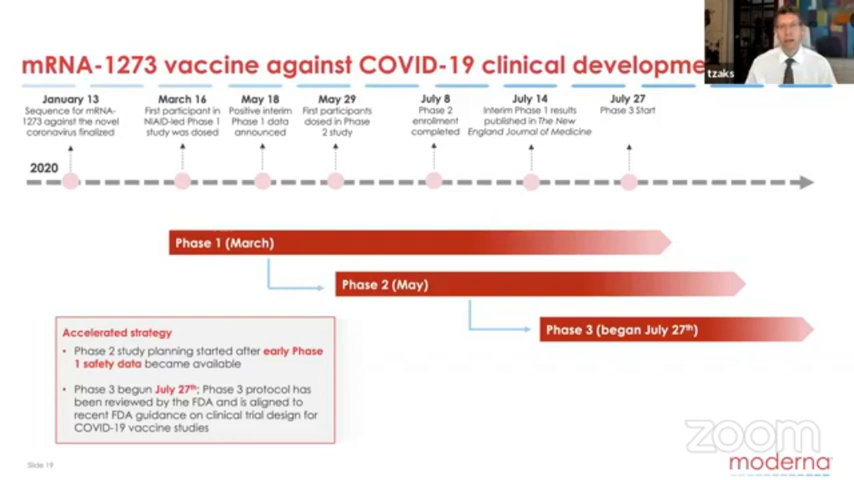 mRNA-1273 vaccine against COVID-19 clinical developme
tzaks
January 13
Sequence for mRNA-
1273 against the novel
coronavirus finalized
March 16
First participant in
NIAID-led Phase 1
study was dosed
May 18
Positive interim
Phase 1 data
announced
May 29
First participants
dosed in Phase
2 study
July 8
Phase 2
enrollment
completed
July 14
Interim Phase 1 results
published in The New
England Journal of Medicine
July 27
Phase 3 Start
2020
Phase 1 (March)
Phase 2 (May)
Phase 3 (began July 27th)
Accelerated strategy
• Phase 2 study planning started after early Phase
1 safety data became available
• Phase 3 begun July 27th; Phase 3 protocol has
been reviewed by the FDA and is aligned to
recent FDA guidance on clinical trial design for
COVID-19 vaccine studies
zoom
moderna
Slide 19